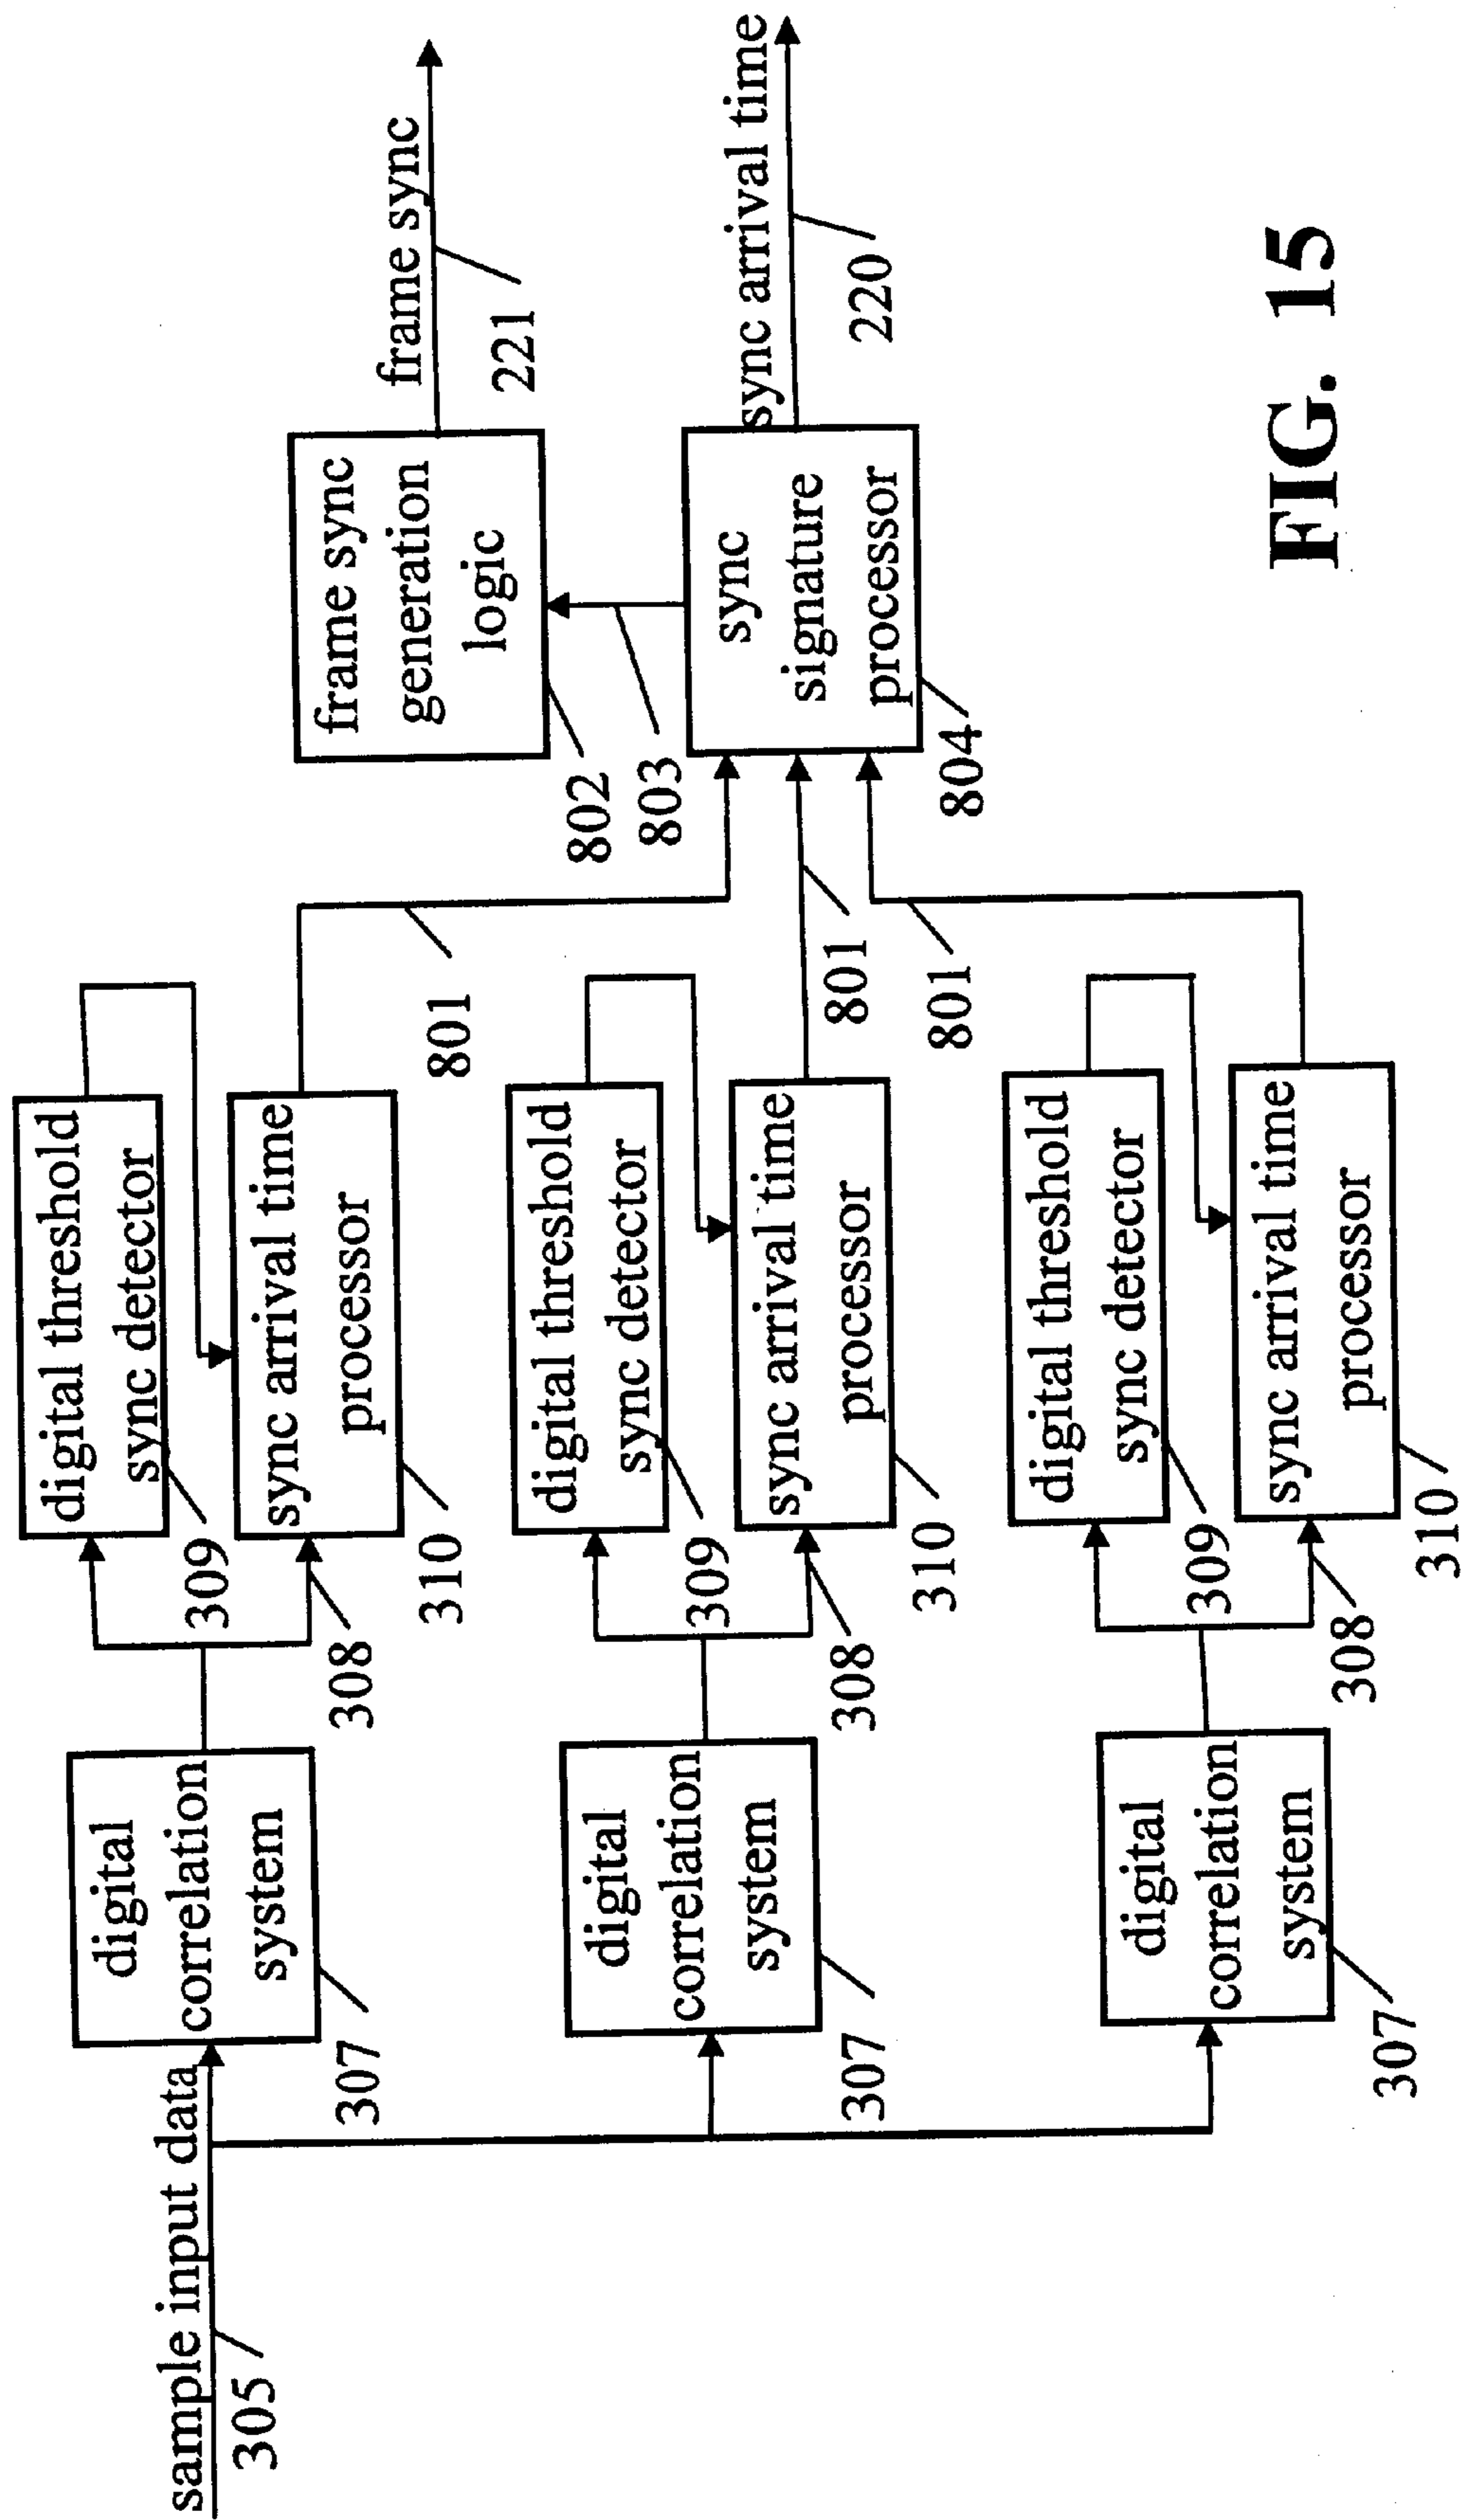 sample input data
305
digital
correlation
system
307
308
digital threshold
sync detector
309
sync arrival time
processor
310
801
digital
correlation
system
307
308
digital threshold
sync detector
309
sync arrival time
processor
310
801
digital
correlation
system
307
308
digital threshold
sync detector
309
sync arrival time
processor
310
801
frame sync
generation
logic
802
803
frame sync
221
sync
signature
processor
804
sync arrival time
220
FIG. 15